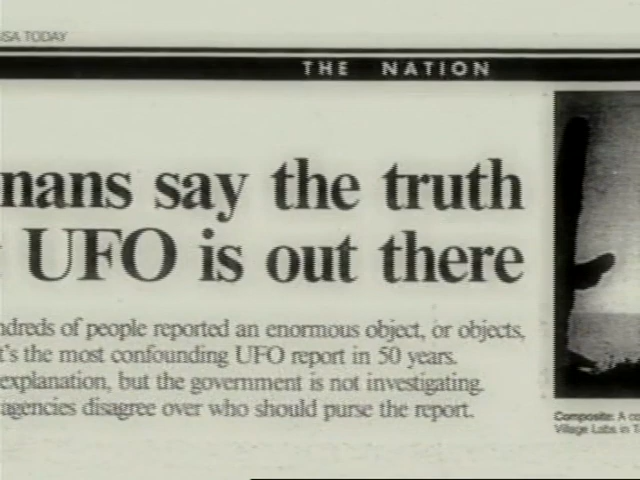 USA TODAY
THE NATION
mans say the truth
UFO is out there
ndreds of people reported an enormous object, or objects,
t's the most confounding UFO report in 50 years.
explanation, but the government is not investigating.
agencies disagree over who should purse the report.
Composite: A co
Village Labs in T